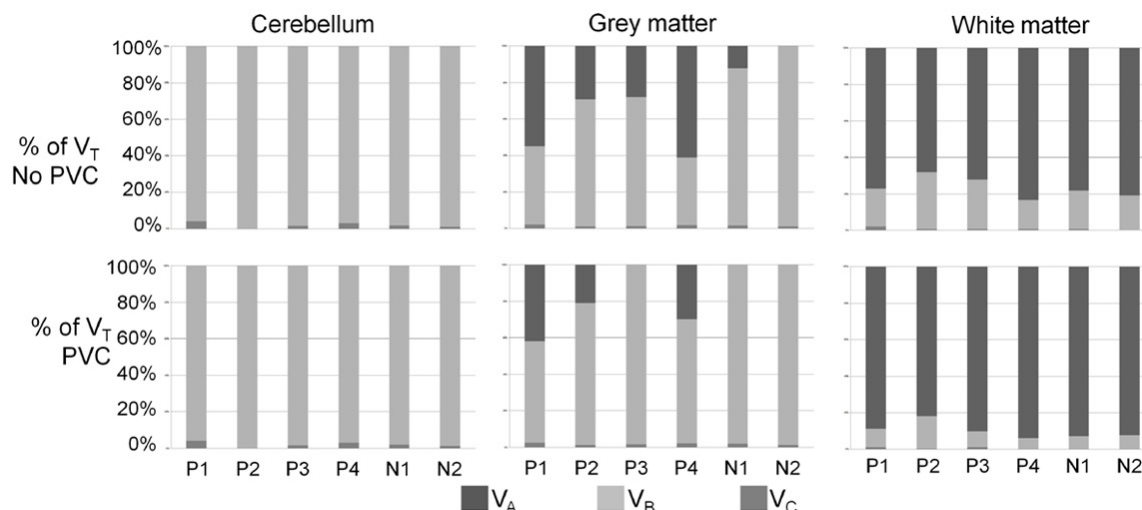 Cerebellum Grey matter White matter
100%
80%
60%
40%
20%
0%
% of VT
No PVC
100%
80%
60%
40%
20%
0%
% of VT
PVC
P1 P2 P3 P4 N1 N2 P1 P2 P3 P4 N1 N2 P1 P2 P3 P4 N1 N2
VA VB VC